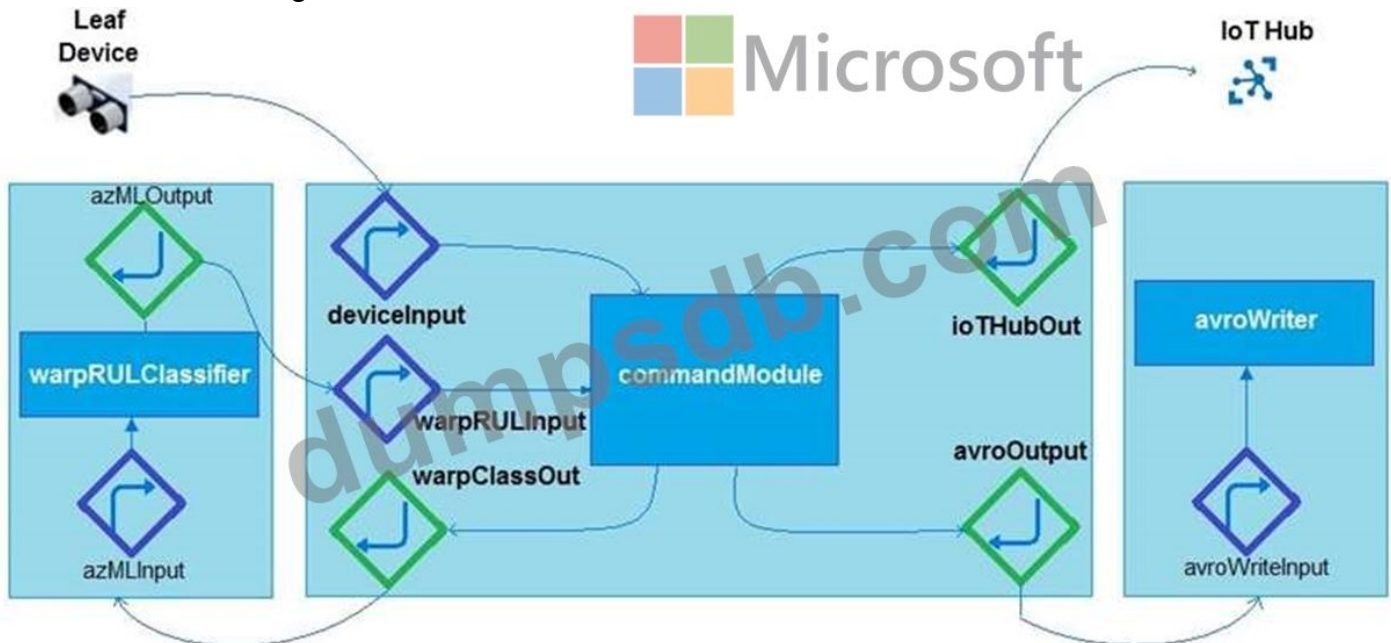 Leaf
Device
Microsoft
IoT Hub
azMLOutput
deviceInput
ioTHubOut
avroWriter
warpRULClassifier
commandModule
warpRULInput
avroOutput
warpClassOut
azMLInput
avroWriteInput
dumpsdb.com